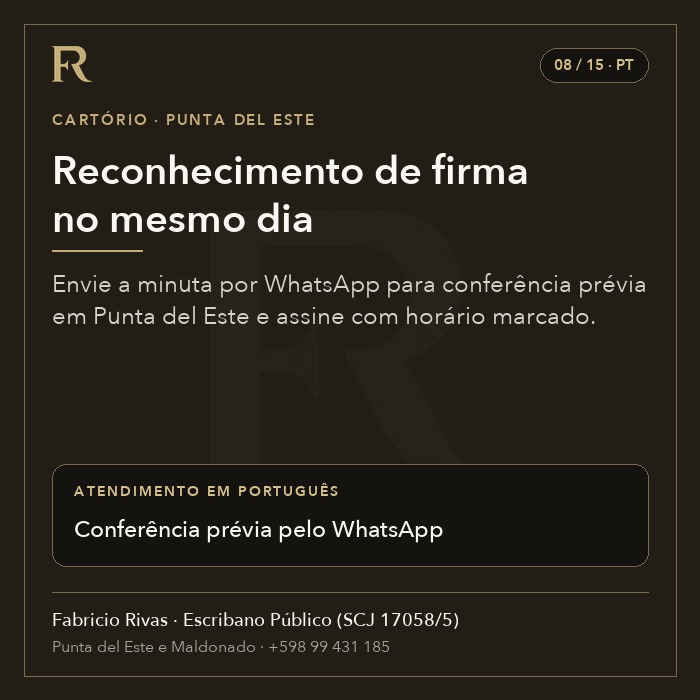 FR
08 / 15 · PT
CARTÓRIO · PUNTA DEL ESTE
Reconhecimento de firma
no mesmo dia
Envie a minuta por WhatsApp para conferência prévia
em Punta del Este e assine com horário marcado.
ATENDIMENTO EM PORTUGUÊS
Conferência prévia pelo WhatsApp
Fabricio Rivas · Escribano Público (SCJ 17058/5)
Punta del Este e Maldonado · +598 99 431 185